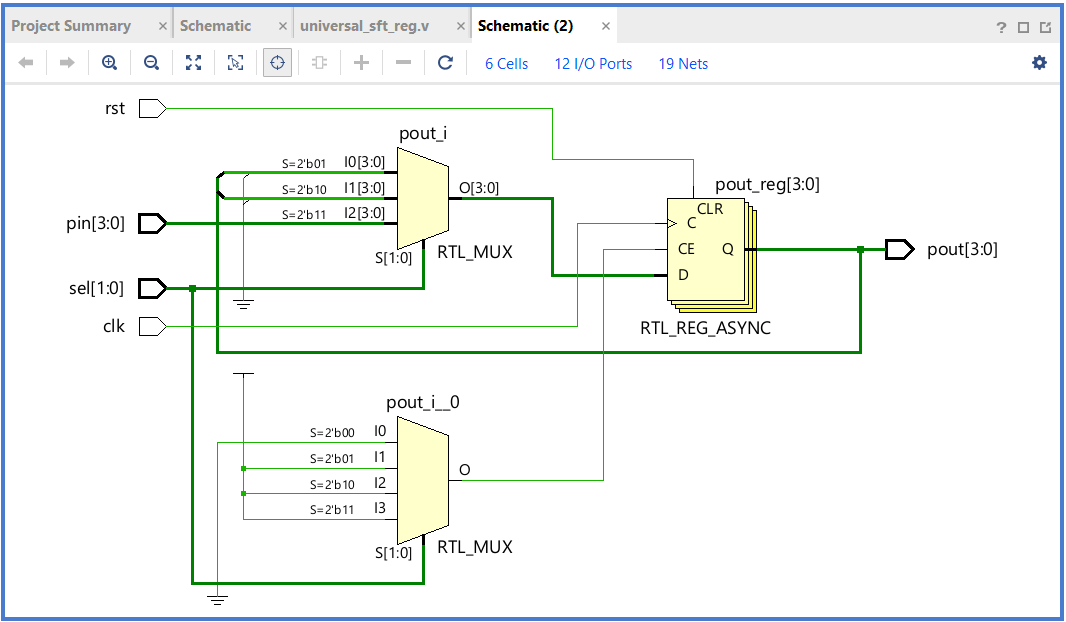 Project Summary × Schematic × universal_sft_reg.v × Schematic (2) ×
6 Cells 12 I/O Ports 19 Nets
rst
pout_i
S=2'b01 I0[3:0]
S=2'b10 I1[3:0] O[3:0]
S=2'b11 I2[3:0]
pin[3:0]
S[1:0] RTL_MUX
sel[1:0]
clk
pout_reg[3:0]
CLR
C
CE Q
D
RTL_REG_ASYNC
pout[3:0]
pout_i__0
S=2'b00 I0
S=2'b01 I1
S=2'b10 I2 O
S=2'b11 I3
S[1:0] RTL_MUX